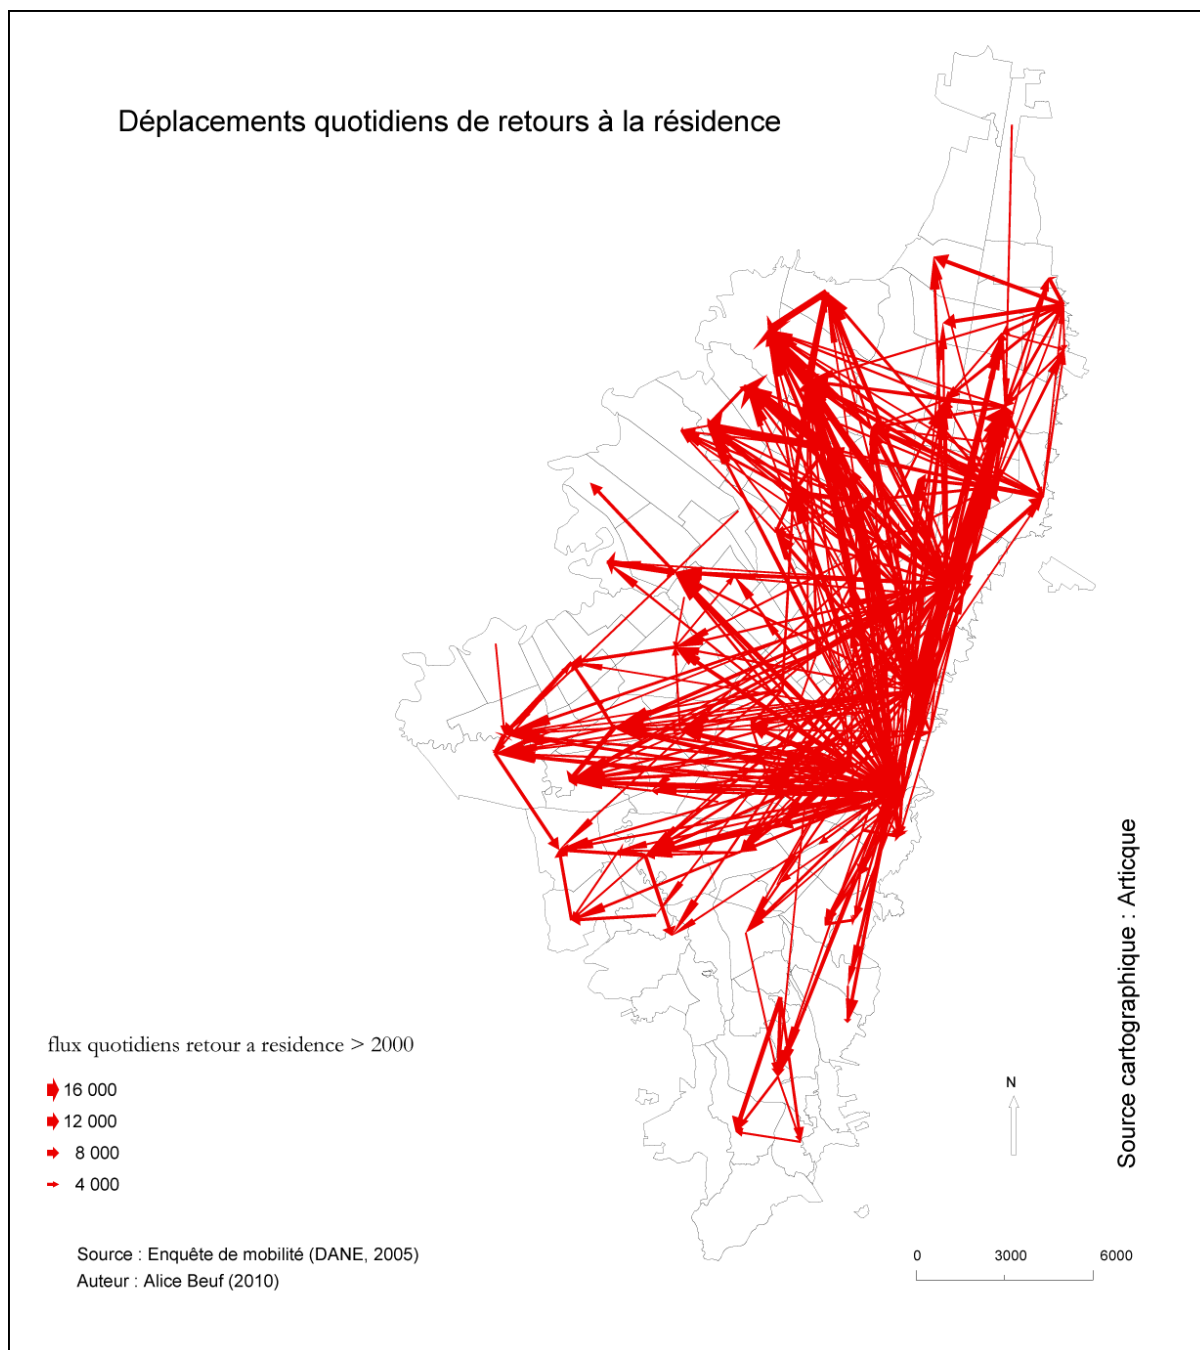 Déplacements quotidiens de retours à la résidence
Source cartographique : Articque
flux quotidiens retour a residence > 2000
16 000
12 000
8 000
4 000
N
Source : Enquête de mobilité (DANE, 2005)
Auteur : Alice Beuf (2010)
0 3000 6000